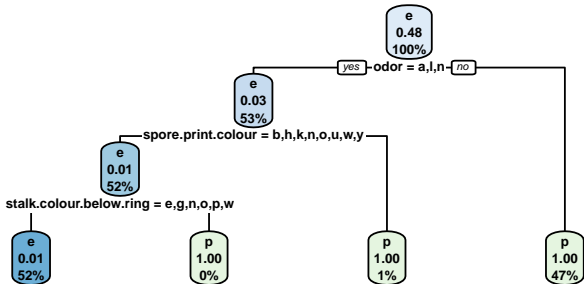 e
0.48
100%
yes odor = a,l,n no
e
0.03
53%
spore.print.colour = b,h,k,n,o,u,w,y
e
0.01
52%
stalk.colour.below.ring = e,g,n,o,p,w
e
0.01
52%
p
1.00
0%
p
1.00
1%
p
1.00
47%